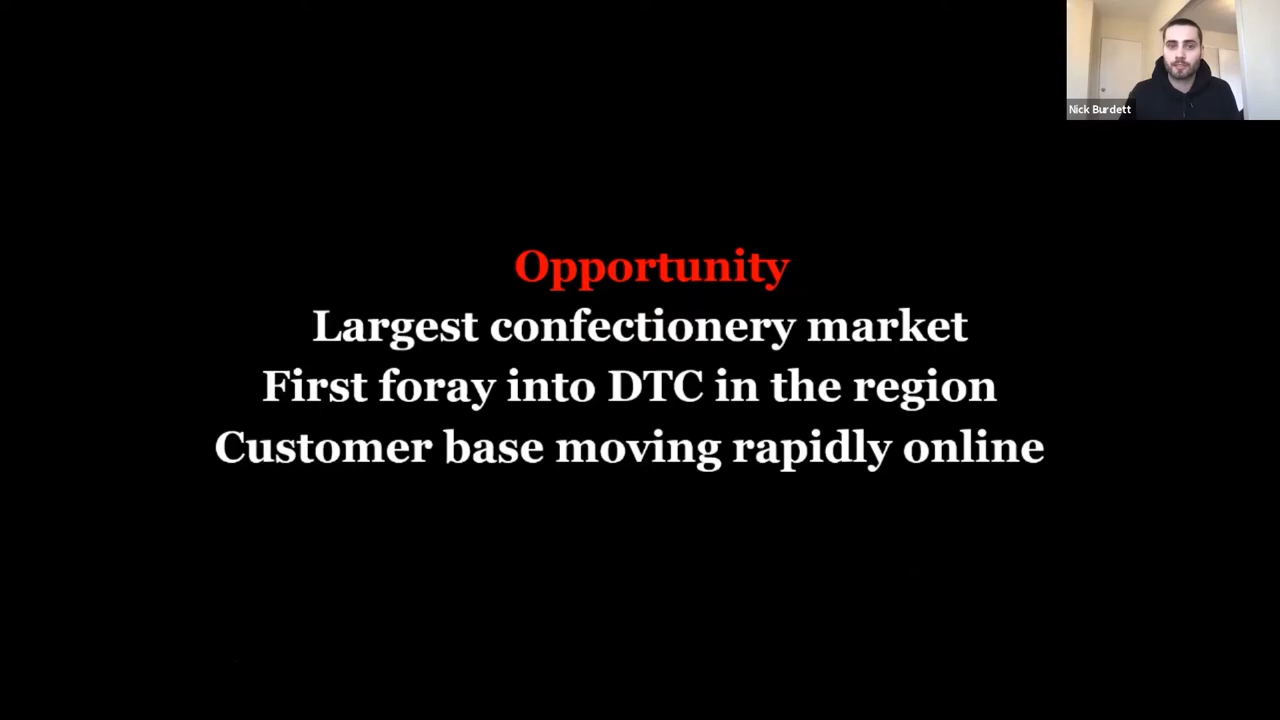 Nick Burdett
Opportunity
Largest confectionery market
First foray into DTC in the region
Customer base moving rapidly online